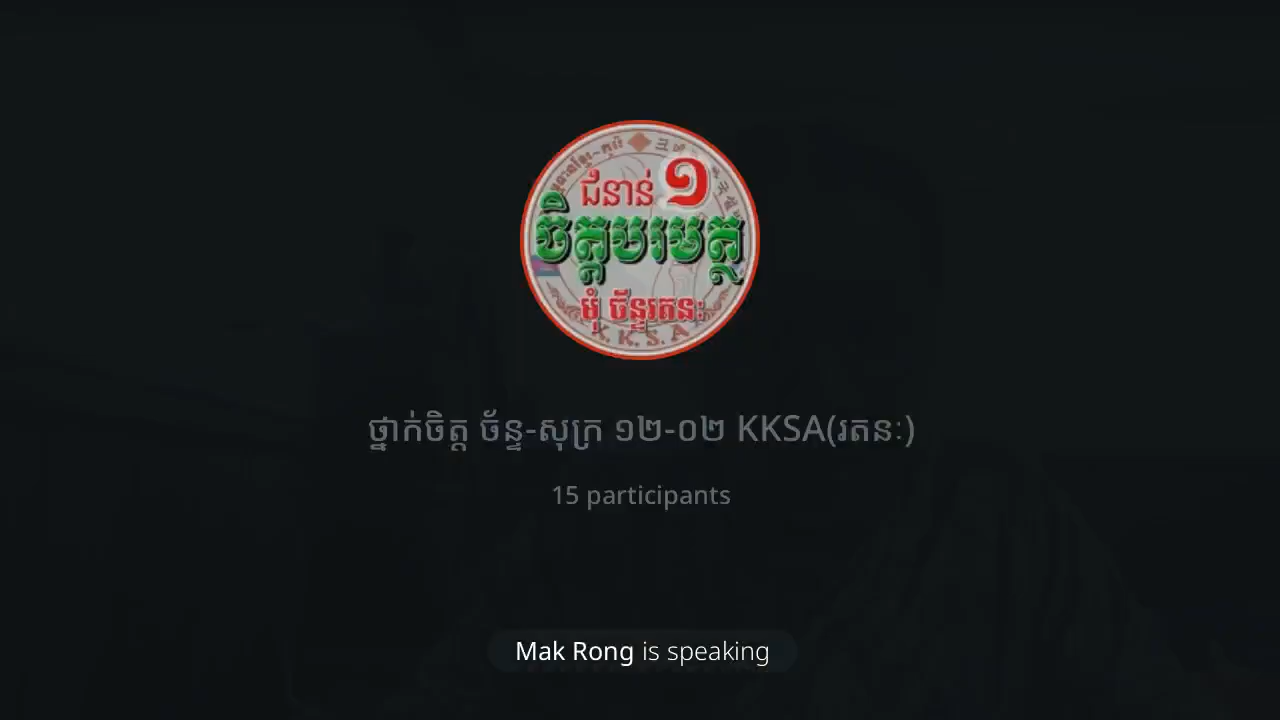 ជំនាន់ ១
ចិត្តបរមត្ថ
មុំ ច័ន្ទរតនៈ
K. K. S. A
ថ្នាក់ចិត្ត ច័ន្ទ-សុក្រ ១២-០២ KKSA(រតនៈ)
15 participants
Mak Rong is speaking